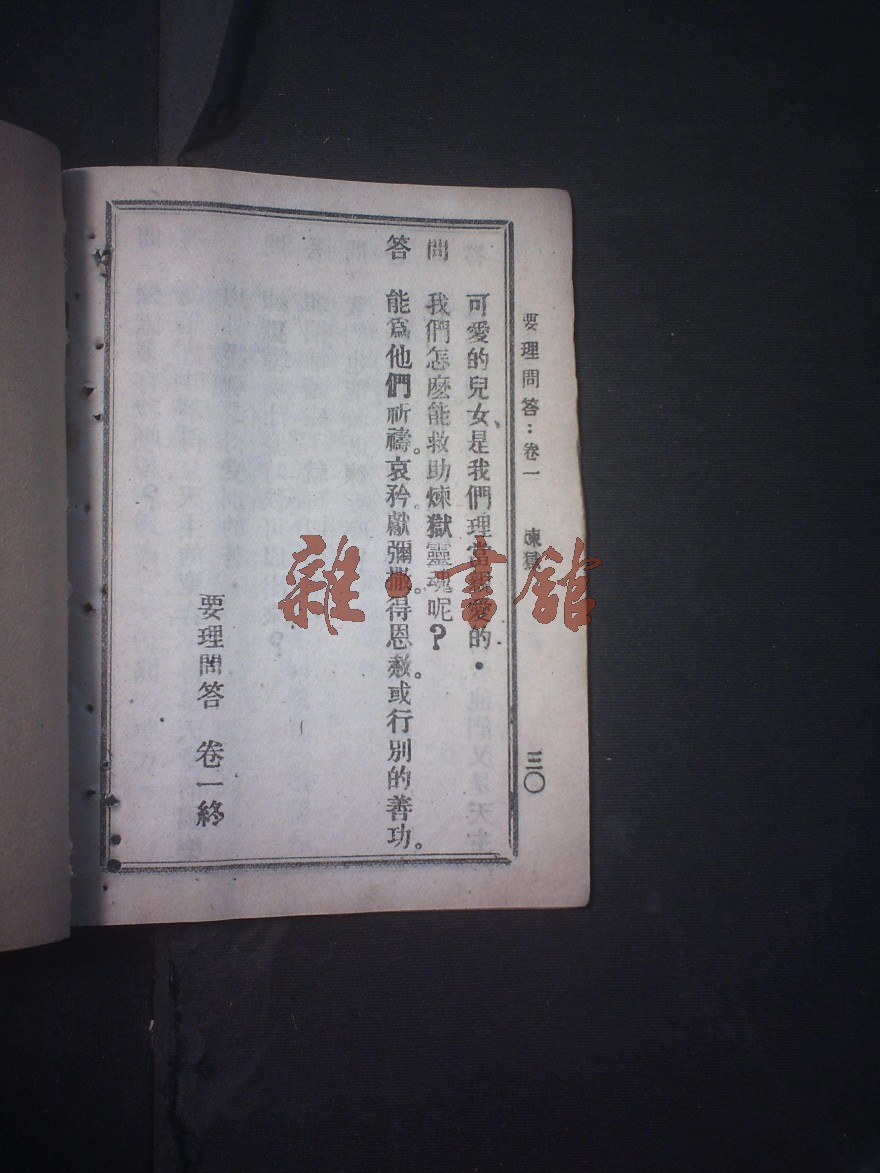 要理問答：卷一　煉獄　三〇
可愛的兒女、是我們理當親愛的．
問　我們怎麼能救助煉獄靈魂呢？
答　能爲他們祈禱。哀矜。獻彌撒。得恩赦。或行別的善功。
要理問答　卷一終
雜·書館